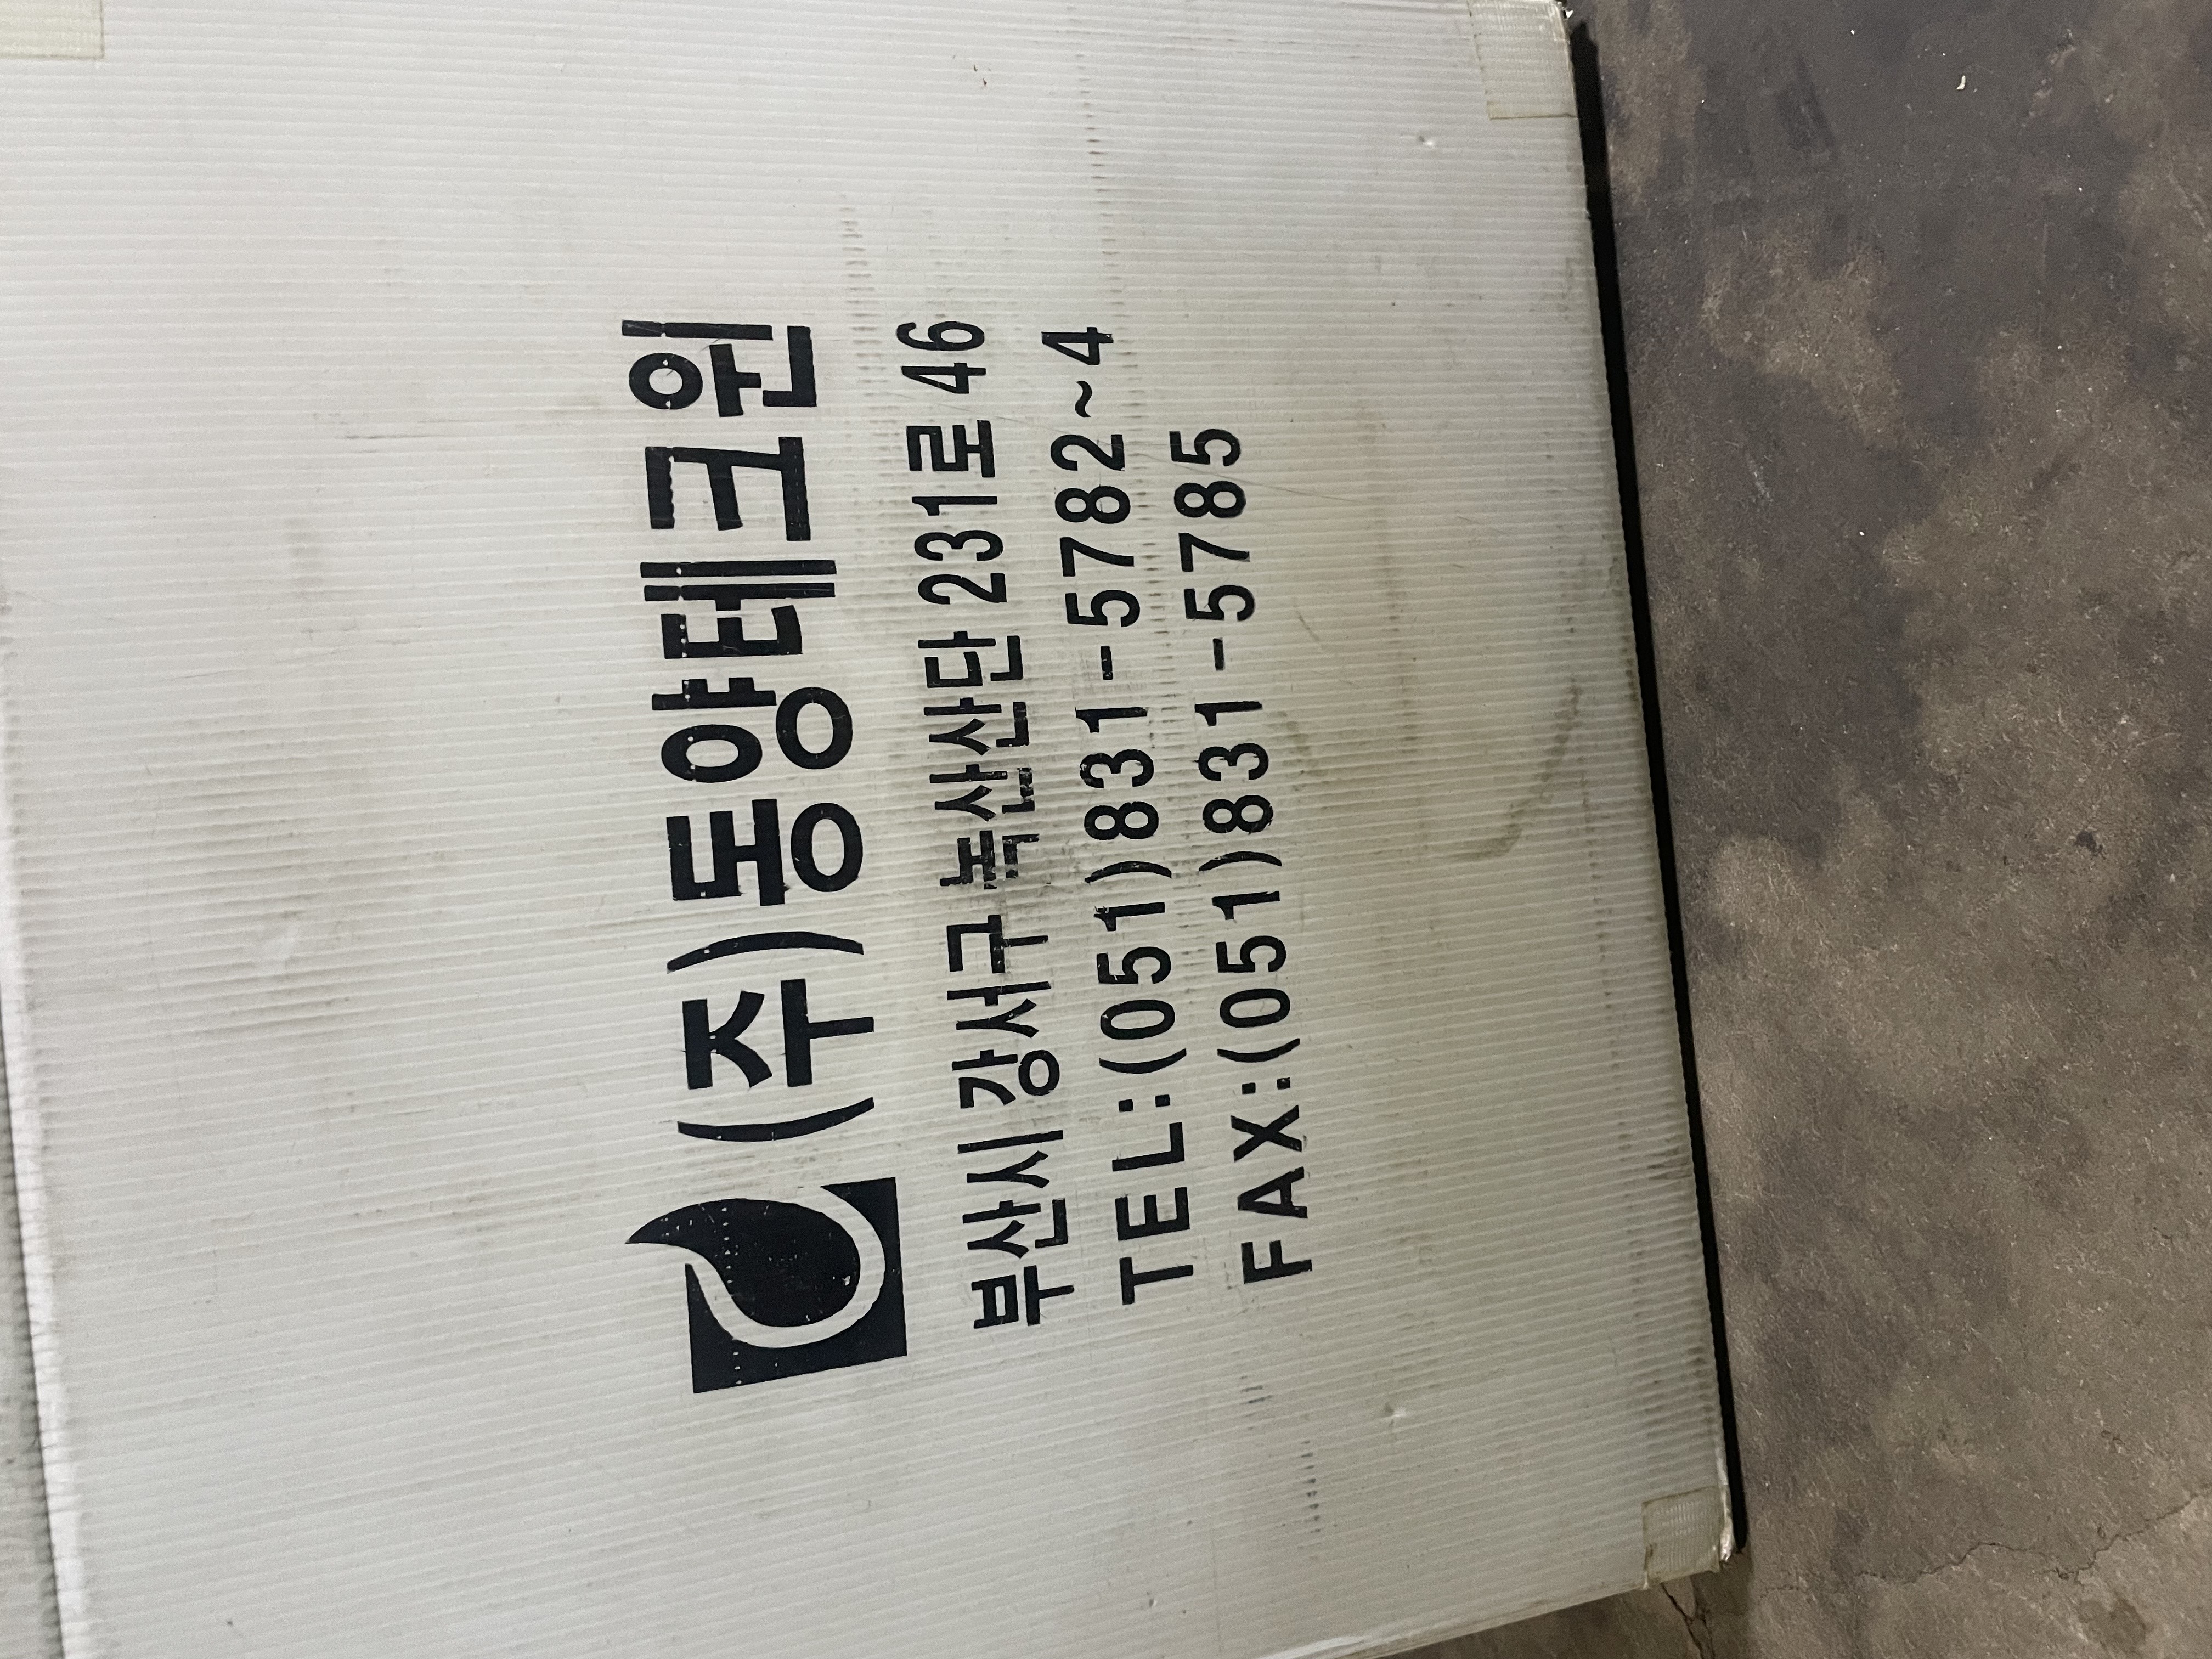 (주)동양테크원
부산시 강서구 녹산산단 231로 46
TEL:(051)831-5782~4
FAX:(051)831-5785